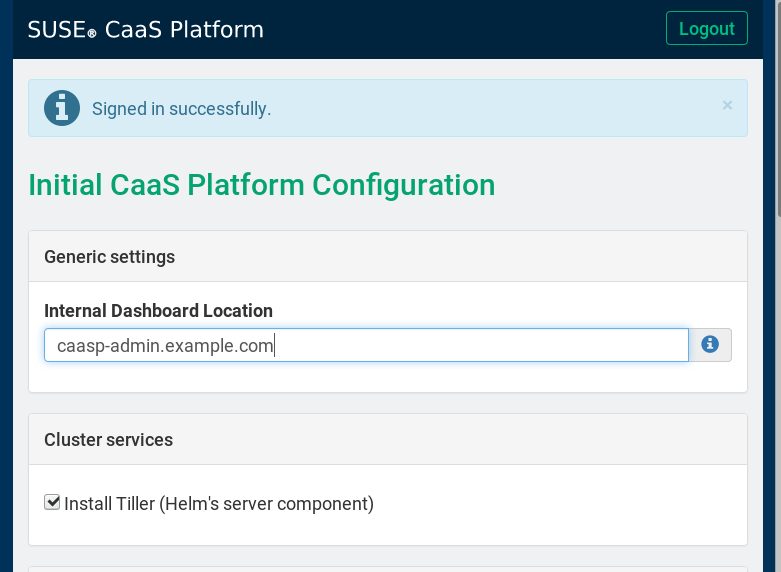 SUSE® CaaS Platform
Logout
Signed in successfully.
×
Initial CaaS Platform Configuration
Generic settings
Internal Dashboard Location
caasp-admin.example.com
Cluster services
Install Tiller (Helm's server component)